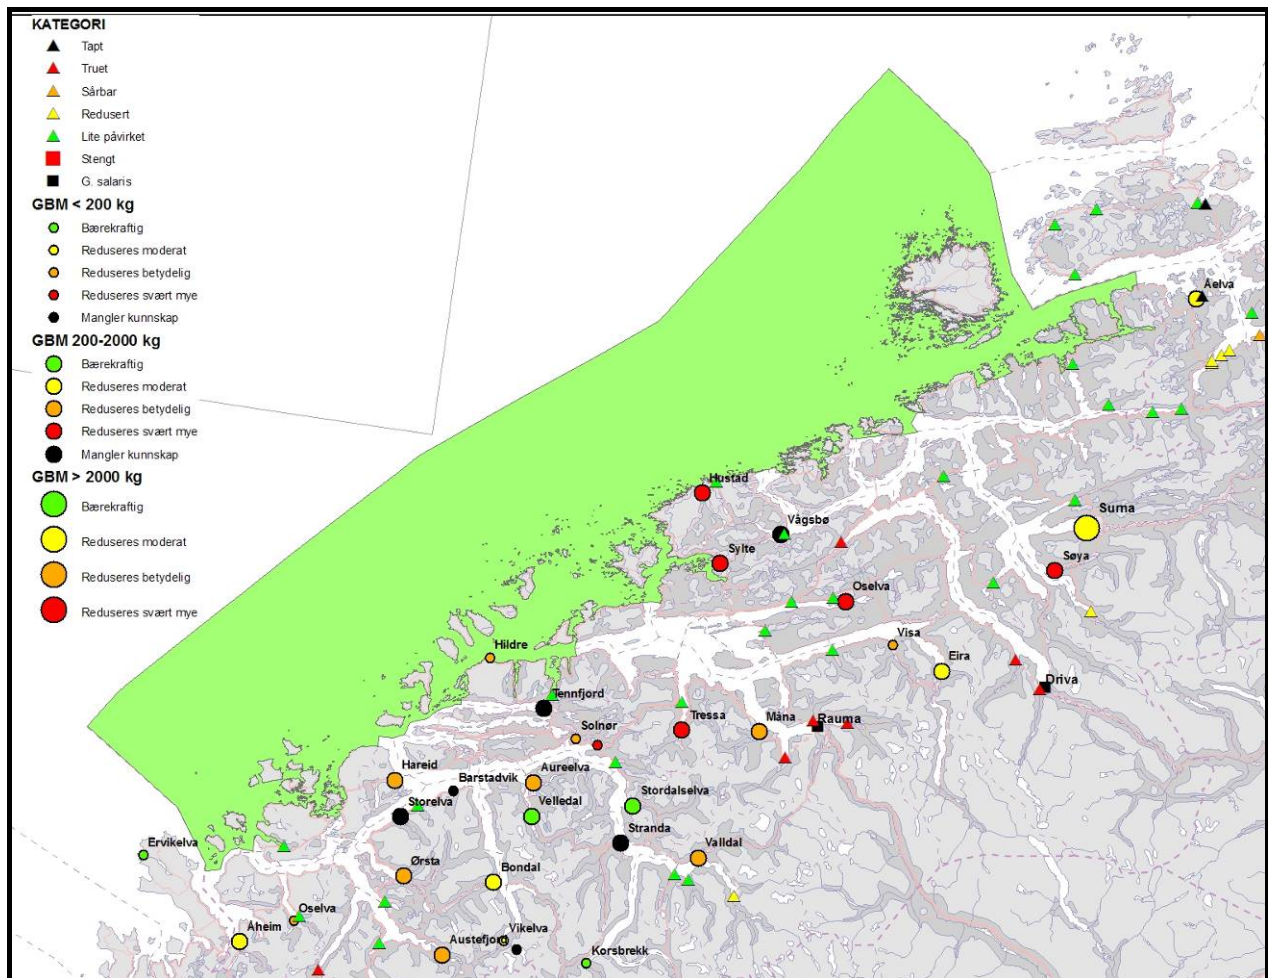 KATEGORI
Tapt
Truet
Sårbar
Redusert
Lite påvirket
Stengt
G. salaris
GBM < 200 kg
Bærekraftig
Reduseres moderat
Reduseres betydelig
Reduseres svært mye
Mangler kunnskap
GBM 200-2000 kg
Bærekraftig
Reduseres moderat
Reduseres betydelig
Reduseres svært mye
Mangler kunnskap
GBM > 2000 kg
Bærekraftig
Reduseres moderat
Reduseres betydelig
Reduseres svært mye
Åelva
Hustad
Surna
Vågsbø
Sylte
Søya
Oselva
Visa
Hildre
Eira
Driva
Tennfjord
Solnør
Tressa
Måna
Rauma
Hareid
Barstadvik
Aureelva
Storelva
Velledal
Stordalselva
Stranda
Ervikelva
Valldal
Ørsta
Bondal
Oselva
Aheim
Austefjord
Vikelva
Korsbrekk